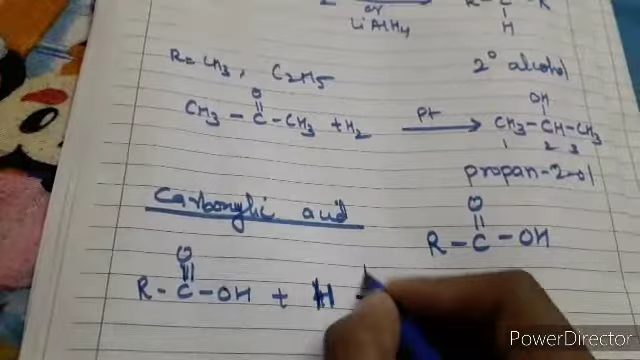 or
LiAlH4
R - C - R
H
R = CH3, C2H5
2° alcohol
O
CH3 - C - CH3 + H2
Pt
OH
CH3 - CH - CH3
1 2 3
propan-2-ol
Carboxylic acid
O
R - C - OH
O
R - C - OH + H
PowerDirector